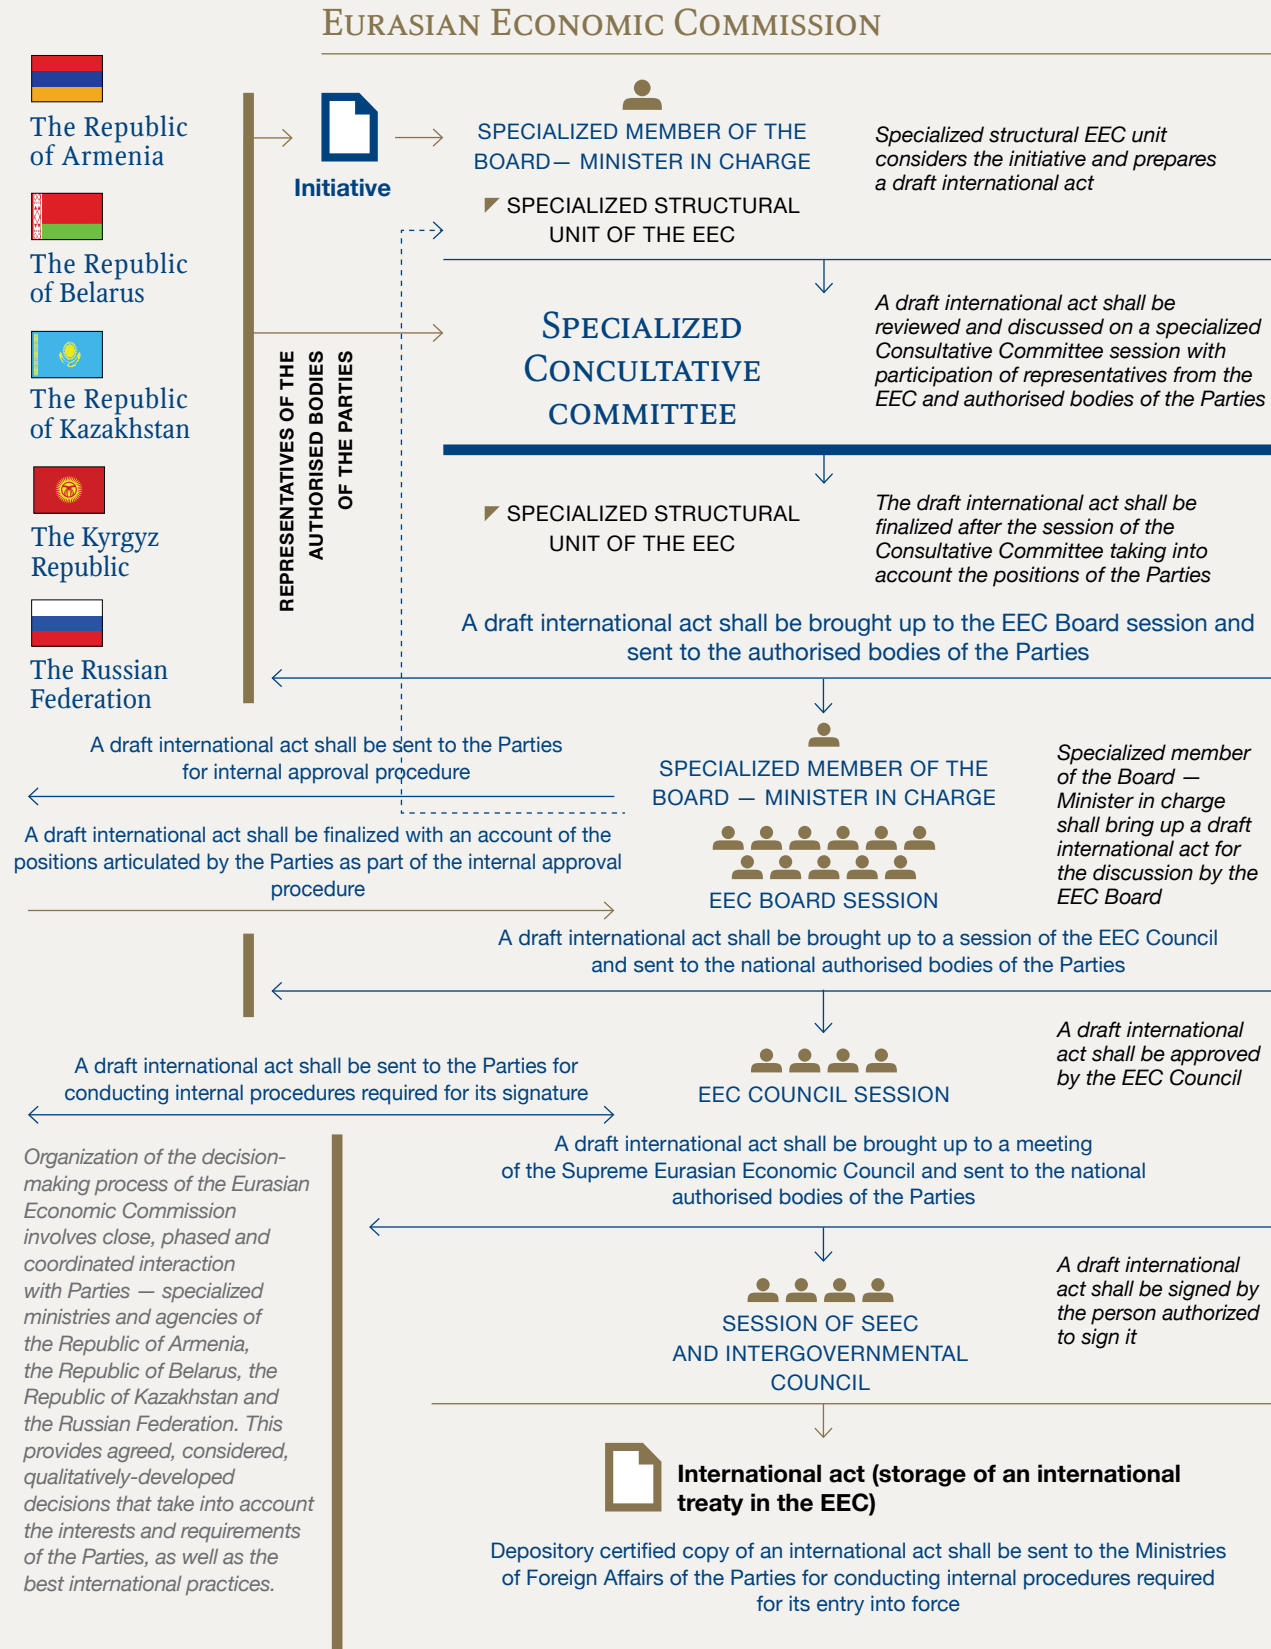 EURASIAN ECONOMIC COMMISSION
The Republic
of Armenia
The Republic
of Belarus
The Republic
of Kazakhstan
The Kyrgyz
Republic
The Russian
Federation
Initiative
REPRESENTATIVES OF THE
AUTHORISED BODIES
OF THE PARTIES
SPECIALIZED MEMBER OF THE
BOARD— MINISTER IN CHARGE
SPECIALIZED STRUCTURAL
UNIT OF THE EEC
Specialized structural EEC unit
considers the initiative and prepares
a draft international act
SPECIALIZED
CONCULTATIVE
COMMITTEE
A draft international act shall be
reviewed and discussed on a specialized
Consultative Committee session with
participation of representatives from the
EEC and authorised bodies of the Parties
SPECIALIZED STRUCTURAL
UNIT OF THE EEC
The draft international act shall be
finalized after the session of the
Consultative Committee taking into
account the positions of the Parties
A draft international act shall be brought up to the EEC Board session and
sent to the authorised bodies of the Parties
A draft international act shall be sent to the Parties
for internal approval procedure
SPECIALIZED MEMBER OF THE
BOARD — MINISTER IN CHARGE
Specialized member
of the Board —
Minister in charge
shall bring up a draft
international act for
the discussion by the
EEC Board
A draft international act shall be finalized with an account of the
positions articulated by the Parties as part of the internal approval
procedure
EEC BOARD SESSION
A draft international act shall be brought up to a session of the EEC Council
and sent to the national authorised bodies of the Parties
A draft international act shall be sent to the Parties for
conducting internal procedures required for its signature
EEC COUNCIL SESSION
A draft international
act shall be approved
by the EEC Council
A draft international act shall be brought up to a meeting
of the Supreme Eurasian Economic Council and sent to the national
authorised bodies of the Parties
Organization of the decision-
making process of the Eurasian
Economic Commission
involves close, phased and
coordinated interaction
with Parties — specialized
ministries and agencies of
the Republic of Armenia,
the Republic of Belarus, the
Republic of Kazakhstan and
the Russian Federation. This
provides agreed, considered,
qualitatively-developed
decisions that take into account
the interests and requirements
of the Parties, as well as the
best international practices.
SESSION OF SEEC
AND INTERGOVERNMENTAL
COUNCIL
A draft international
act shall be signed by
the person authorized
to sign it
International act (storage of an international
treaty in the EEC)
Depository certified copy of an international act shall be sent to the Ministries
of Foreign Affairs of the Parties for conducting internal procedures required
for its entry into force